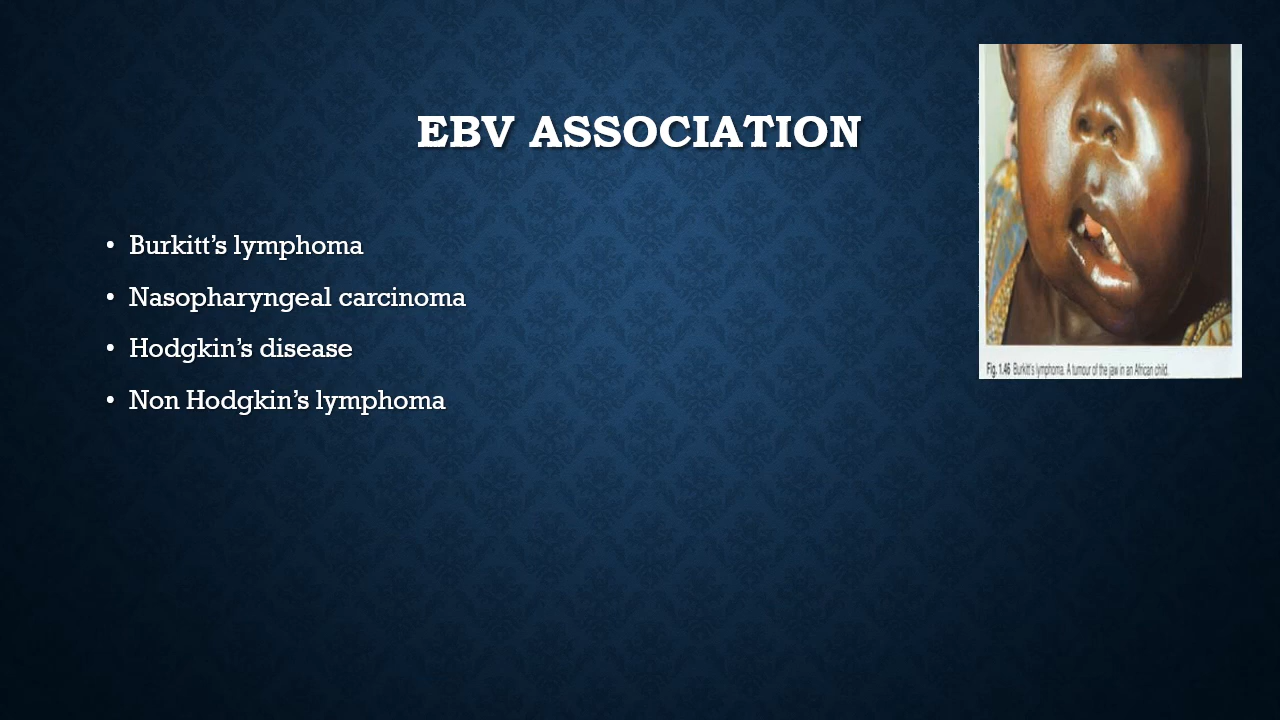 EBV ASSOCIATION
• Burkitt’s lymphoma
• Nasopharyngeal carcinoma
• Hodgkin’s disease
• Non Hodgkin’s lymphoma
Fig. 1.46 Burkitt's lymphoma. A tumour of the jaw in an African child.